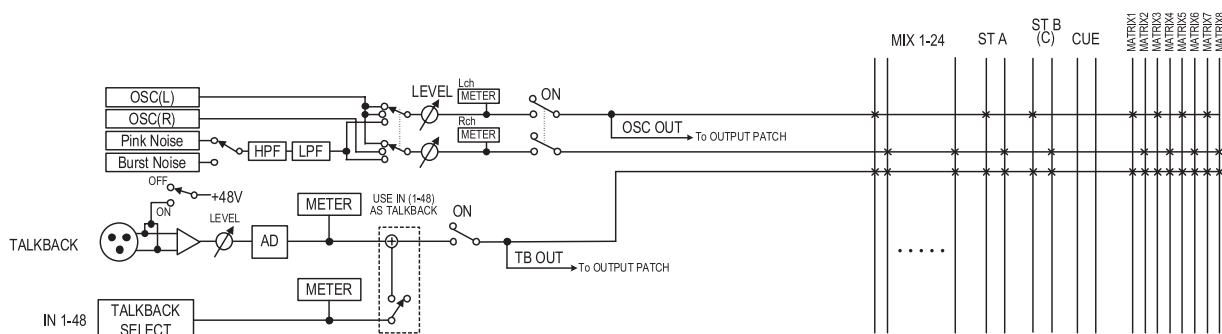 MIX 1-24
ST A
ST B
(C)
CUE
MATRIX1
MATRIX2
MATRIX3
MATRIX4
MATRIX5
MATRIX6
MATRIX7
MATRIX8
OSC(L)
OSC(R)
Pink Noise
Burst Noise
HPF
LPF
LEVEL
Lch
METER
Rch
METER
ON
OSC OUT
To OUTPUT PATCH
OFF
+48V
ON
LEVEL
TALKBACK
AD
METER
USE IN (1-48)
AS TALKBACK
ON
TB OUT
To OUTPUT PATCH
.....
METER
IN 1-48
TALKBACK
SELECT